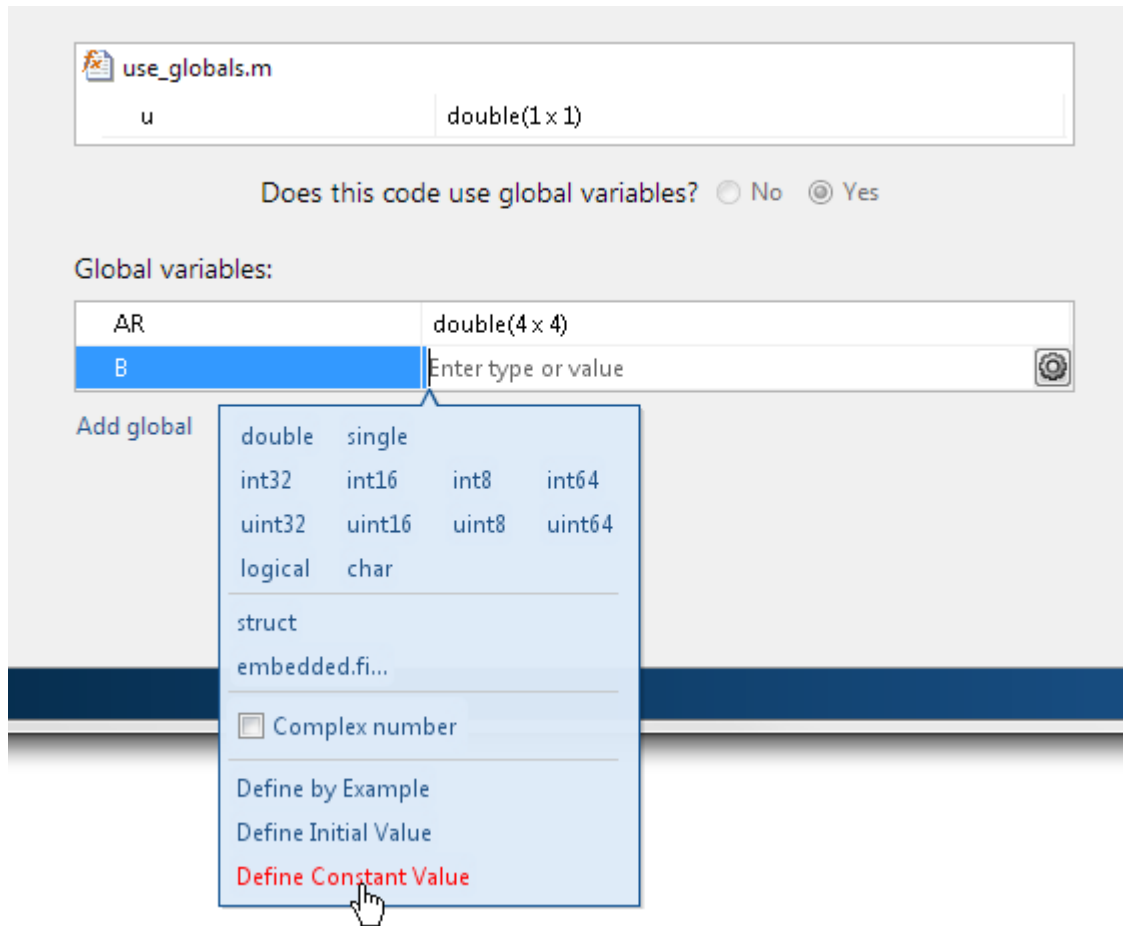 use_globals.m
u double(1 x 1)
Does this code use global variables? No Yes
Global variables:
AR double(4 x 4)
B Enter type or value
Add global
double single
int32 int16 int8 int64
uint32 uint16 uint8 uint64
logical char
struct
embedded.fi...
Complex number
Define by Example
Define Initial Value
Define Constant Value